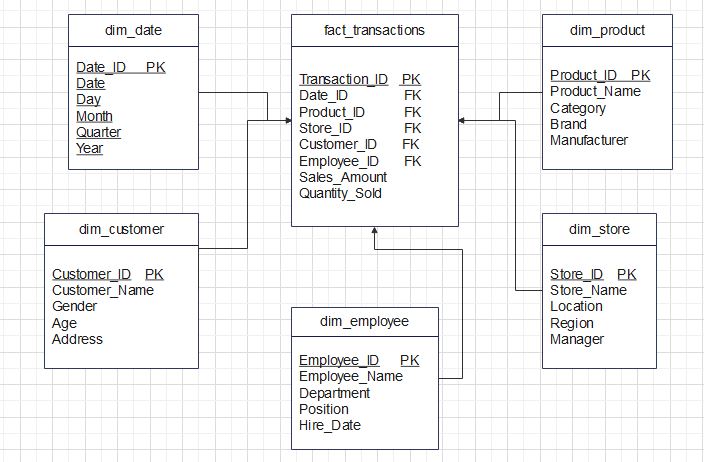 dim_date
Date_ID PK
Date
Day
Month
Quarter
Year
fact_transactions
Transaction_ID PK
Date_ID FK
Product_ID FK
Store_ID FK
Customer_ID FK
Employee_ID FK
Sales_Amount
Quantity_Sold
dim_product
Product_ID PK
Product_Name
Category
Brand
Manufacturer
dim_customer
Customer_ID PK
Customer_Name
Gender
Age
Address
dim_employee
Employee_ID PK
Employee_Name
Department
Position
Hire_Date
dim_store
Store_ID PK
Store_Name
Location
Region
Manager